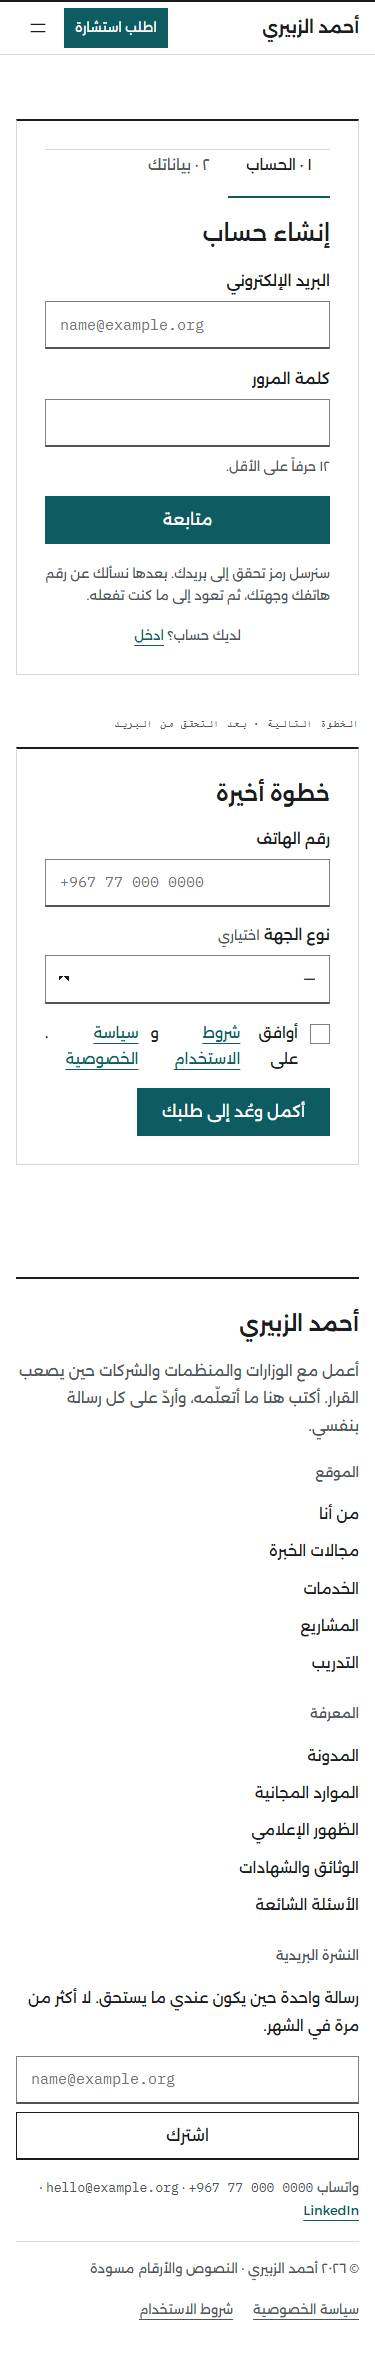 أحمد الزبيري
اطلب استشارة
١ · الحساب
٢ · بياناتك
إنشاء حساب
البريد الإلكتروني
name@example.org
كلمة المرور
١٢ حرفاً على الأقل.
متابعة
سنرسل رمز تحقق إلى بريدك. بعدها نسألك عن رقم
هاتفك وجهتك، ثم تعود إلى ما كنت تفعله.
لديك حساب؟ ادخل
الخطوة التالية · بعد التحقق من البريد
خطوة أخيرة
رقم الهاتف
+967 77 000 0000
نوع الجهة اختياري
—
أوافق على شروط الاستخدام و سياسة الخصوصية .
أكمل وعُد إلى طلبك
أحمد الزبيري
أعمل مع الوزارات والمنظمات والشركات حين يصعب
القرار. أكتب هنا ما أتعلّمه، وأردّ على كل رسالة
بنفسي.
الموقع
من أنا
مجالات الخبرة
الخدمات
المشاريع
التدريب
المعرفة
المدونة
الموارد المجانية
الظهور الإعلامي
الوثائق والشهادات
الأسئلة الشائعة
النشرة البريدية
رسالة واحدة حين يكون عندي ما يستحق. لا أكثر من
مرة في الشهر.
name@example.org
اشترك
واتساب +967 77 000 0000 · hello@example.org ·
LinkedIn
© ٢٠٢٦ أحمد الزبيري · النصوص والأرقام مسودة
سياسة الخصوصية
شروط الاستخدام